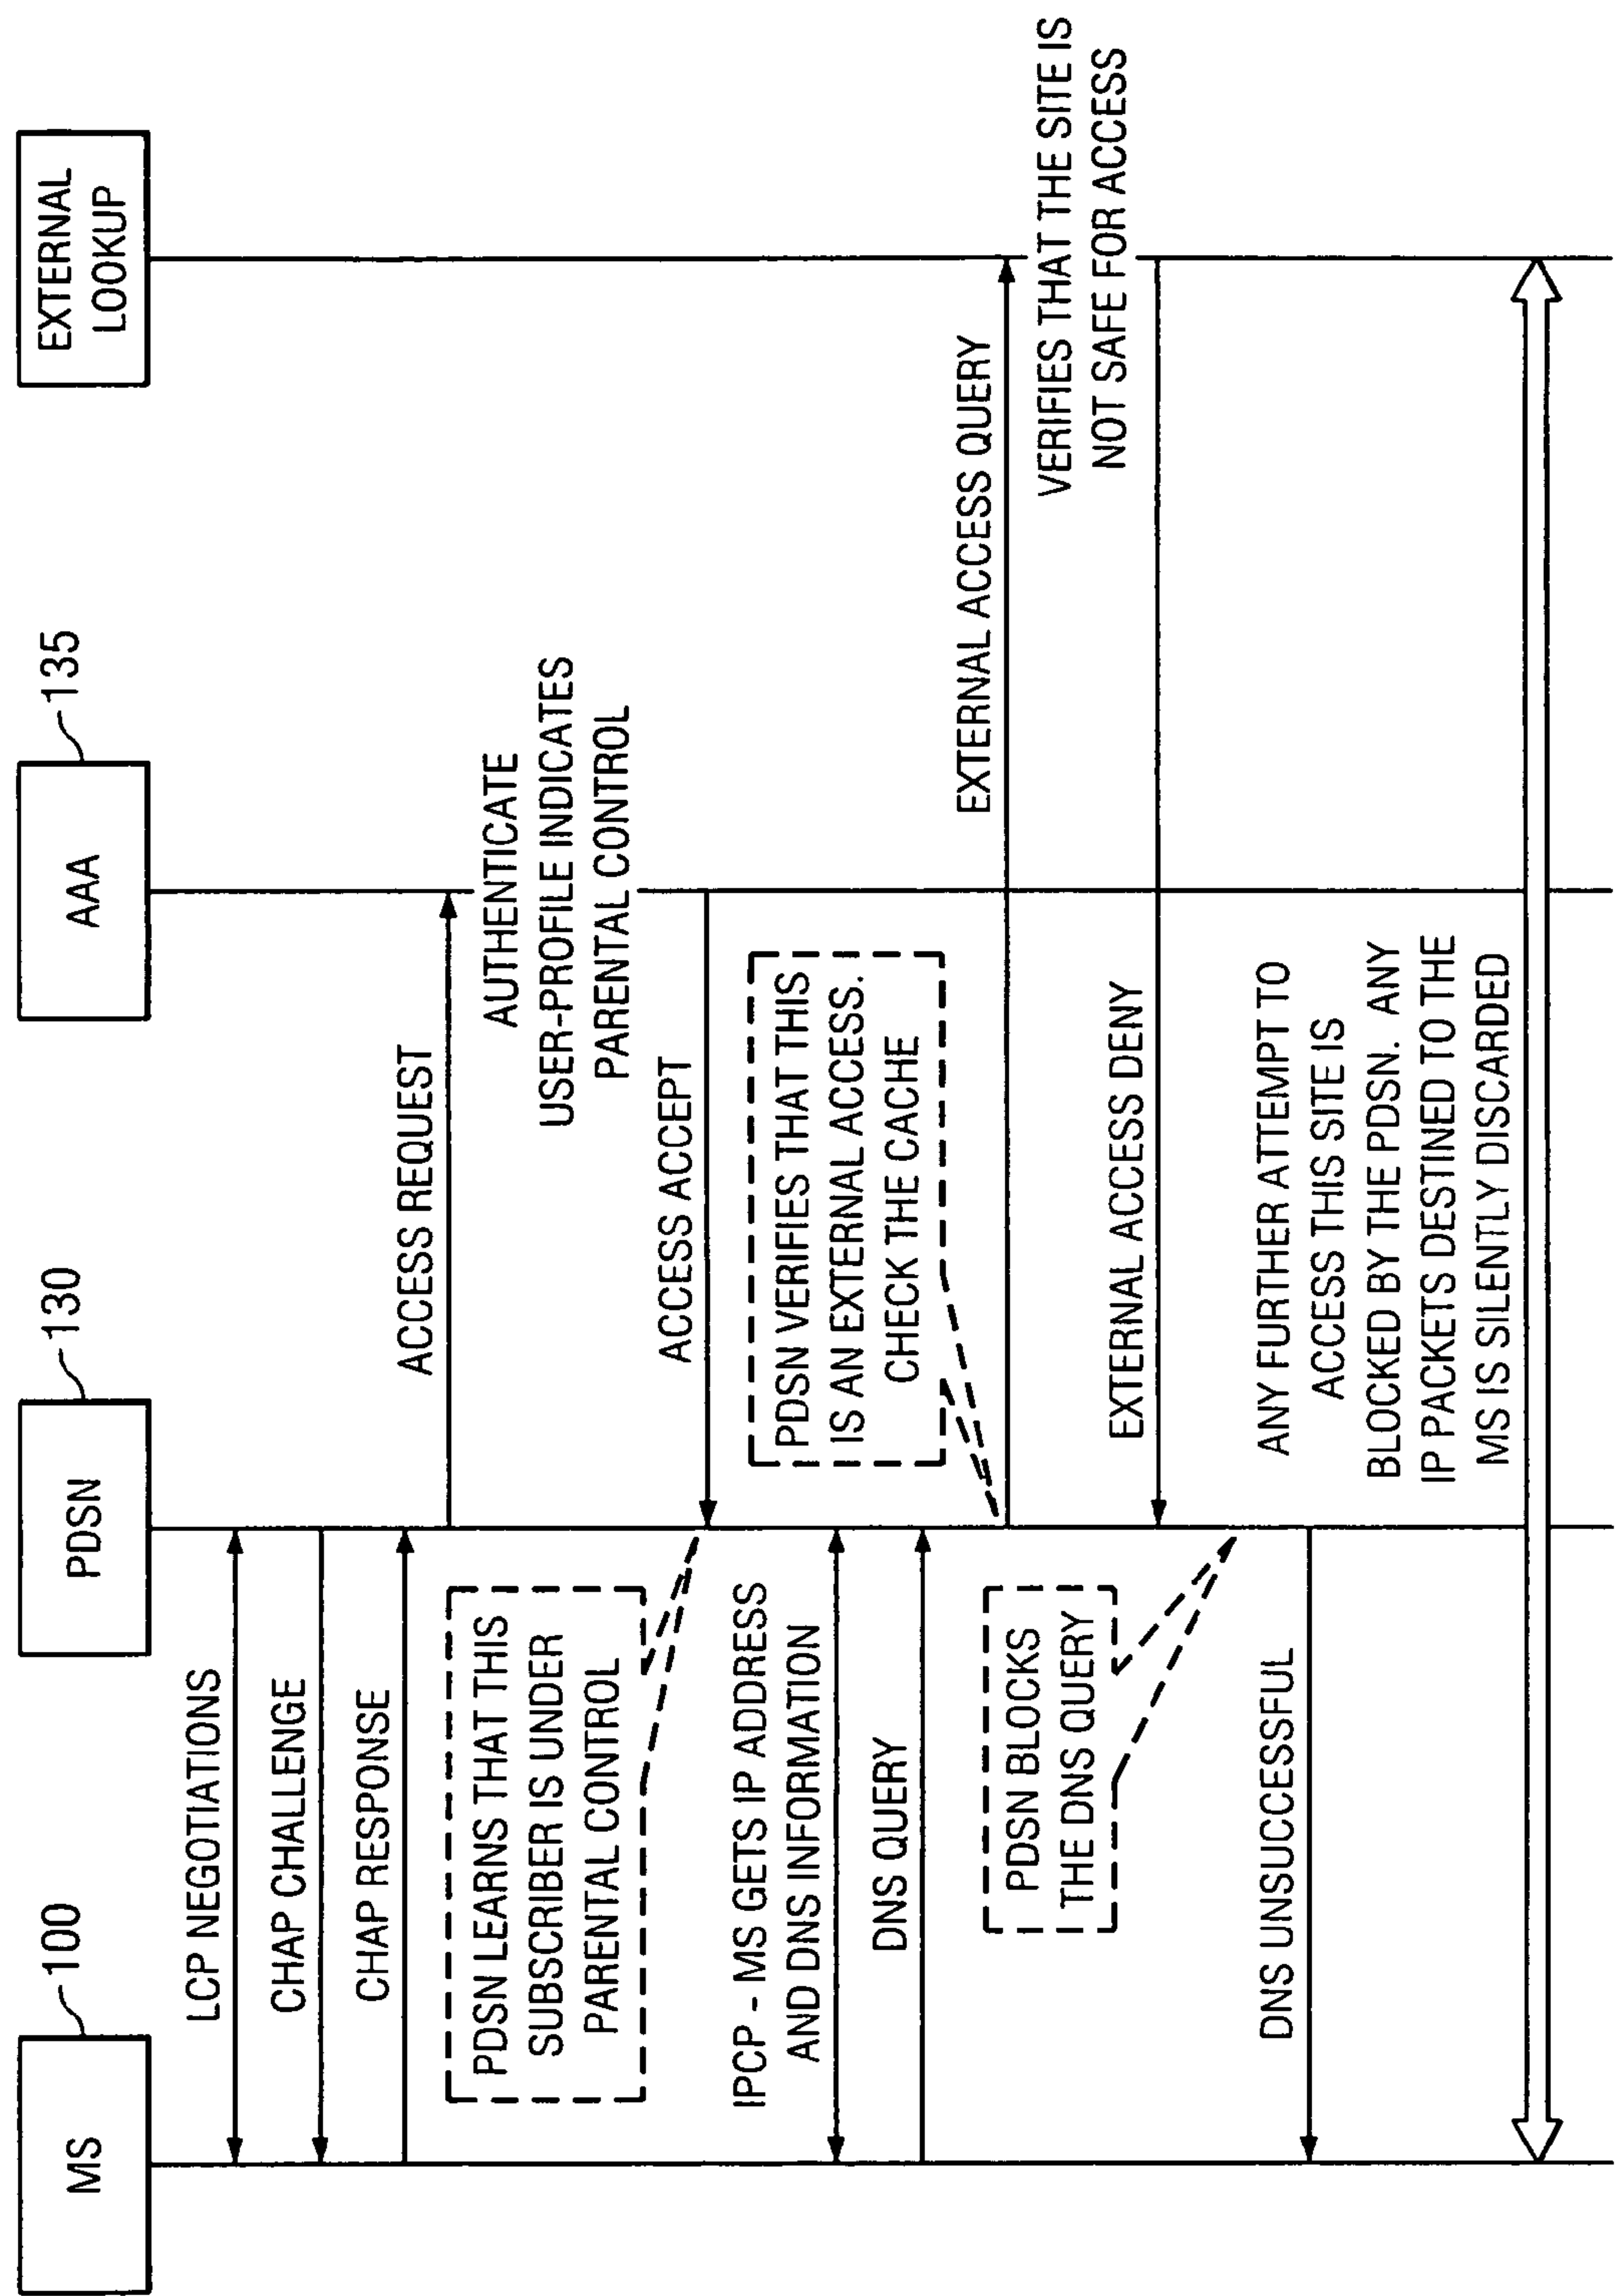 MS
100
PDSN
130
AAA
135
EXTERNAL
LOOKUP
LCP NEGOTIATIONS
CHAP CHALLENGE
CHAP RESPONSE
ACCESS REQUEST
AUTHENTICATE
USER-PROFILE INDICATES
PARENTAL CONTROL
PDSN LEARNS THAT THIS
SUBSCRIBER IS UNDER
PARENTAL CONTROL
ACCESS ACCEPT
IPCP - MS GETS IP ADDRESS
AND DNS INFORMATION
PDSN VERIFIES THAT THIS
IS AN EXTERNAL ACCESS.
CHECK THE CACHE
DNS QUERY
EXTERNAL ACCESS QUERY
VERIFIES THAT THE SITE IS
NOT SAFE FOR ACCESS
PDSN BLOCKS
THE DNS QUERY
EXTERNAL ACCESS DENY
DNS UNSUCCESSFUL
ANY FURTHER ATTEMPT TO
ACCESS THIS SITE IS
BLOCKED BY THE PDSN. ANY
IP PACKETS DESTINED TO THE
MS IS SILENTLY DISCARDED